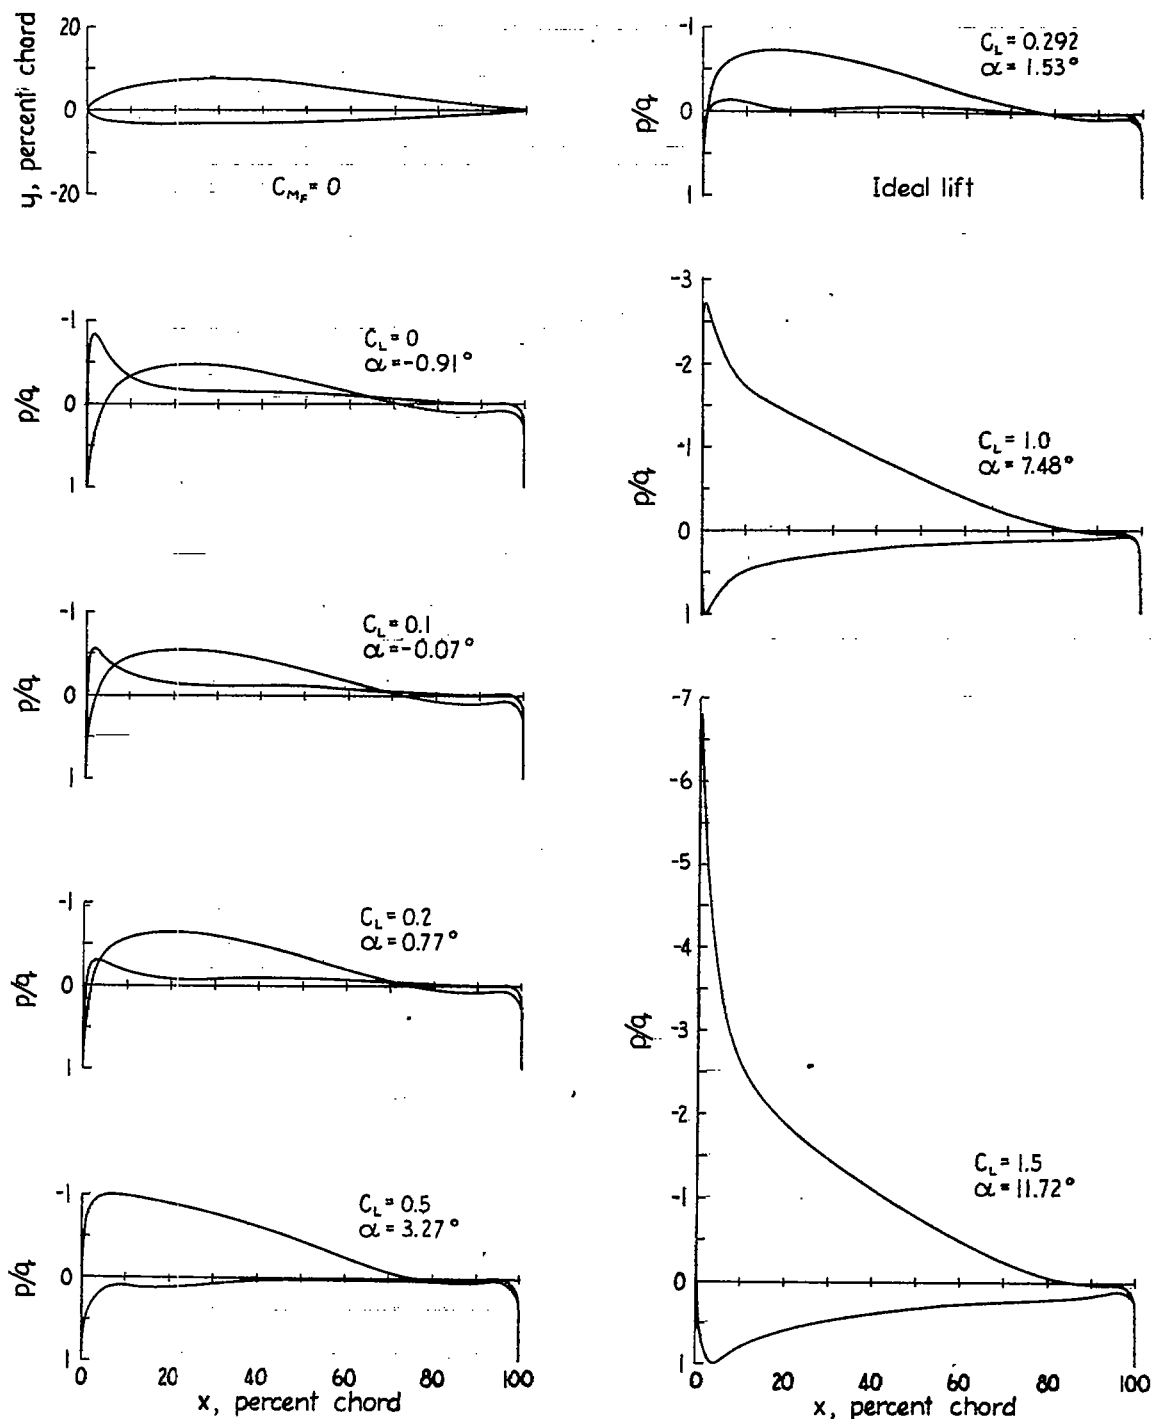 20
0
-20
y, percent chord
C_{M_F} = 0
-1
0
1
p/q
C_L = 0.292
α = 1.53°
Ideal lift
-1
0
1
p/q
C_L = 0
α = -0.91°
-3
-2
-1
0
1
p/q
C_L = 1.0
α = 7.48°
-1
0
1
p/q
C_L = 0.1
α = -0.07°
-1
0
1
p/q
C_L = 0.2
α = 0.77°
-7
-6
-5
-4
-3
-2
-1
0
1
p/q
C_L = 1.5
α = 11.72°
-1
0
1
p/q
C_L = 0.5
α = 3.27°
0 20 40 60 80 100
x, percent chord
0 20 40 60 80 100
x, percent chord